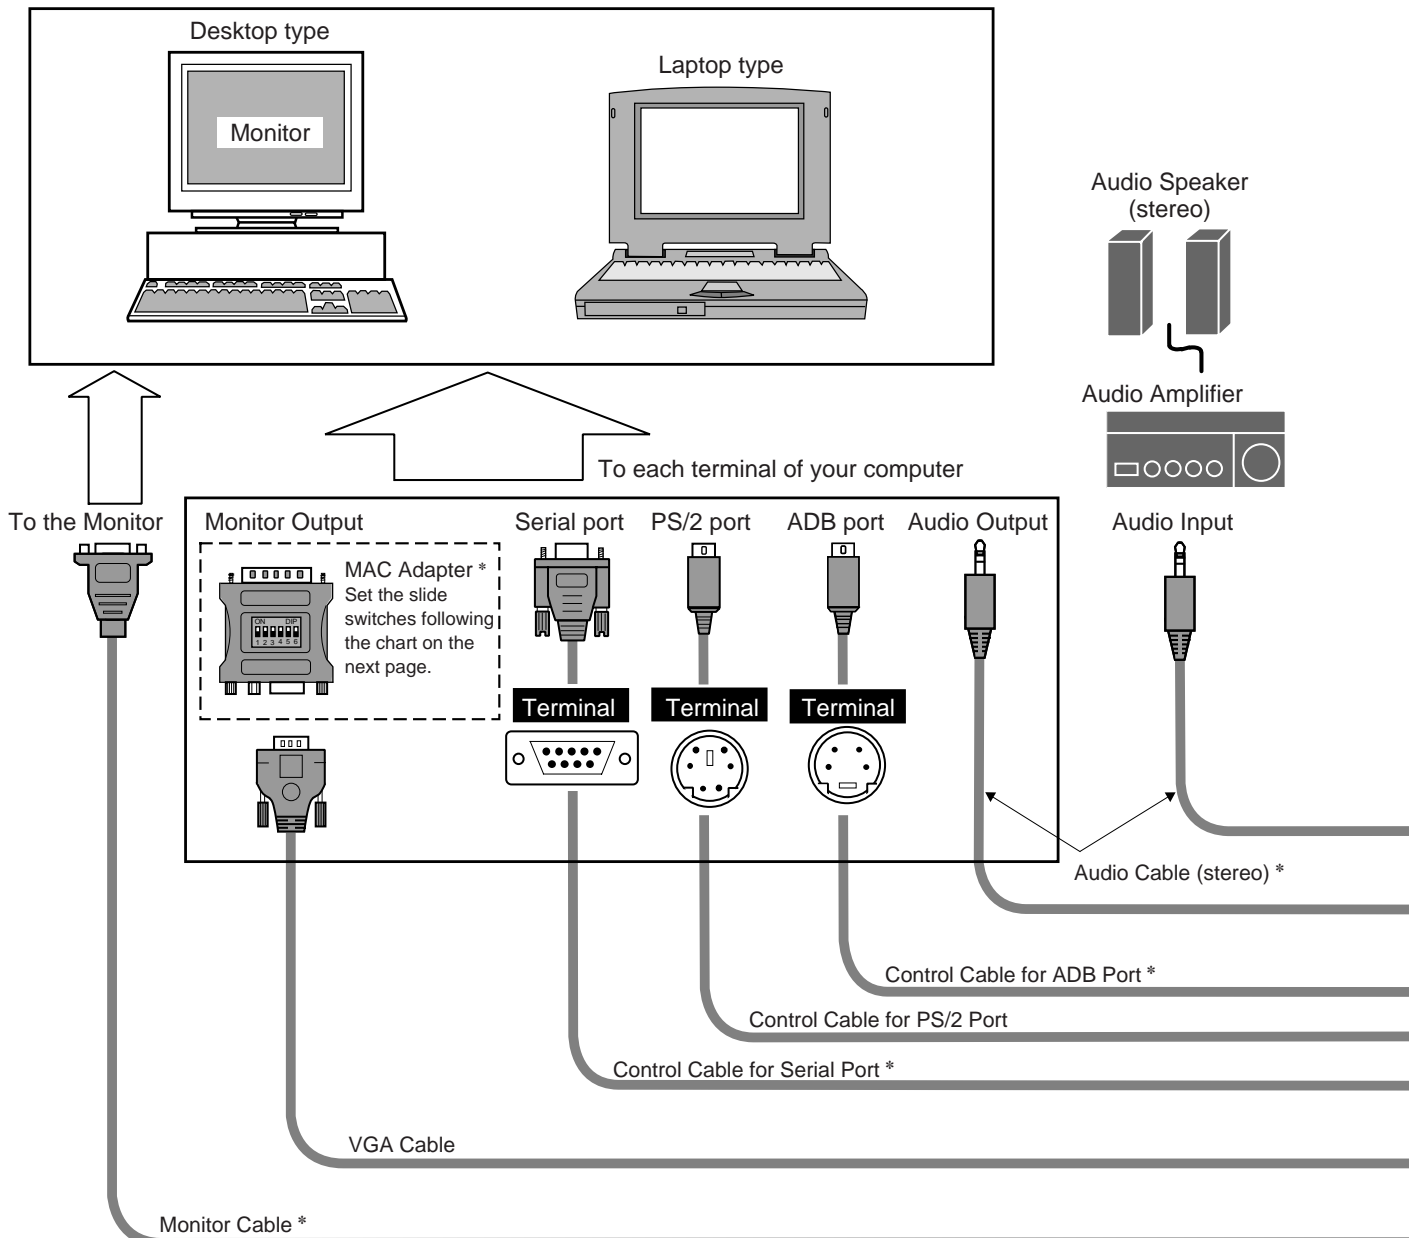 Desktop type
Laptop type
Monitor
Audio Speaker
(stereo)
Audio Amplifier
To each terminal of your computer
To the Monitor
Monitor Output
Serial port
PS/2 port
ADB port
Audio Output
Audio Input
MAC Adapter *
Set the slide
switches following
the chart on the
next page.
ON DIP
1 2 3 4 5 6
Terminal
Terminal
Terminal
Audio Cable (stereo) *
Control Cable for ADB Port *
Control Cable for PS/2 Port
Control Cable for Serial Port *
VGA Cable
Monitor Cable *